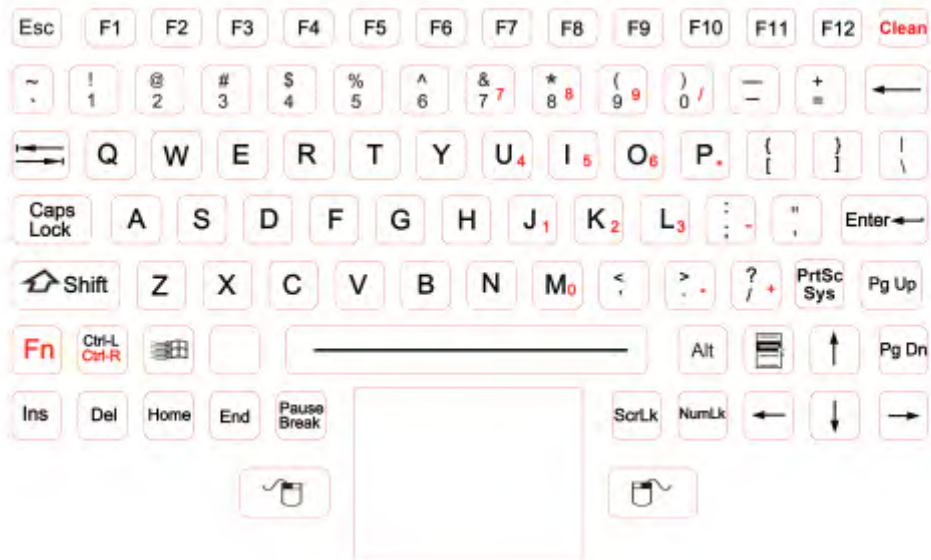 Esc F1 F2 F3 F4 F5 F6 F7 F8 F9 F10 F11 F12 Clean
~ ! @ # $ % ^ & * ( ) — +
` 1 2 3 4 5 6 7 7 8 8 9 9 0 / – =
Q W E R T Y U 4 I 5 O 6 P * { [ } ] | \
Caps Lock A S D F G H J 1 K 2 L 3 : ; - " ' Enter
Shift Z X C V B N M 0 < , > . • ? / + PrtSc Sys Pg Up
Fn Ctrl-L Ctrl-R Alt Pg Dn
Ins Del Home End Pause Break ScrLk NumLk